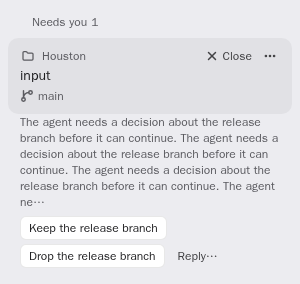 Needs you 1
Houston
Close ···
input
main
The agent needs a decision about the release
branch before it can continue. The agent needs a
decision about the release branch before it can
continue. The agent needs a decision about the
release branch before it can continue. The agent
ne···
Keep the release branch
Drop the release branch
Reply···